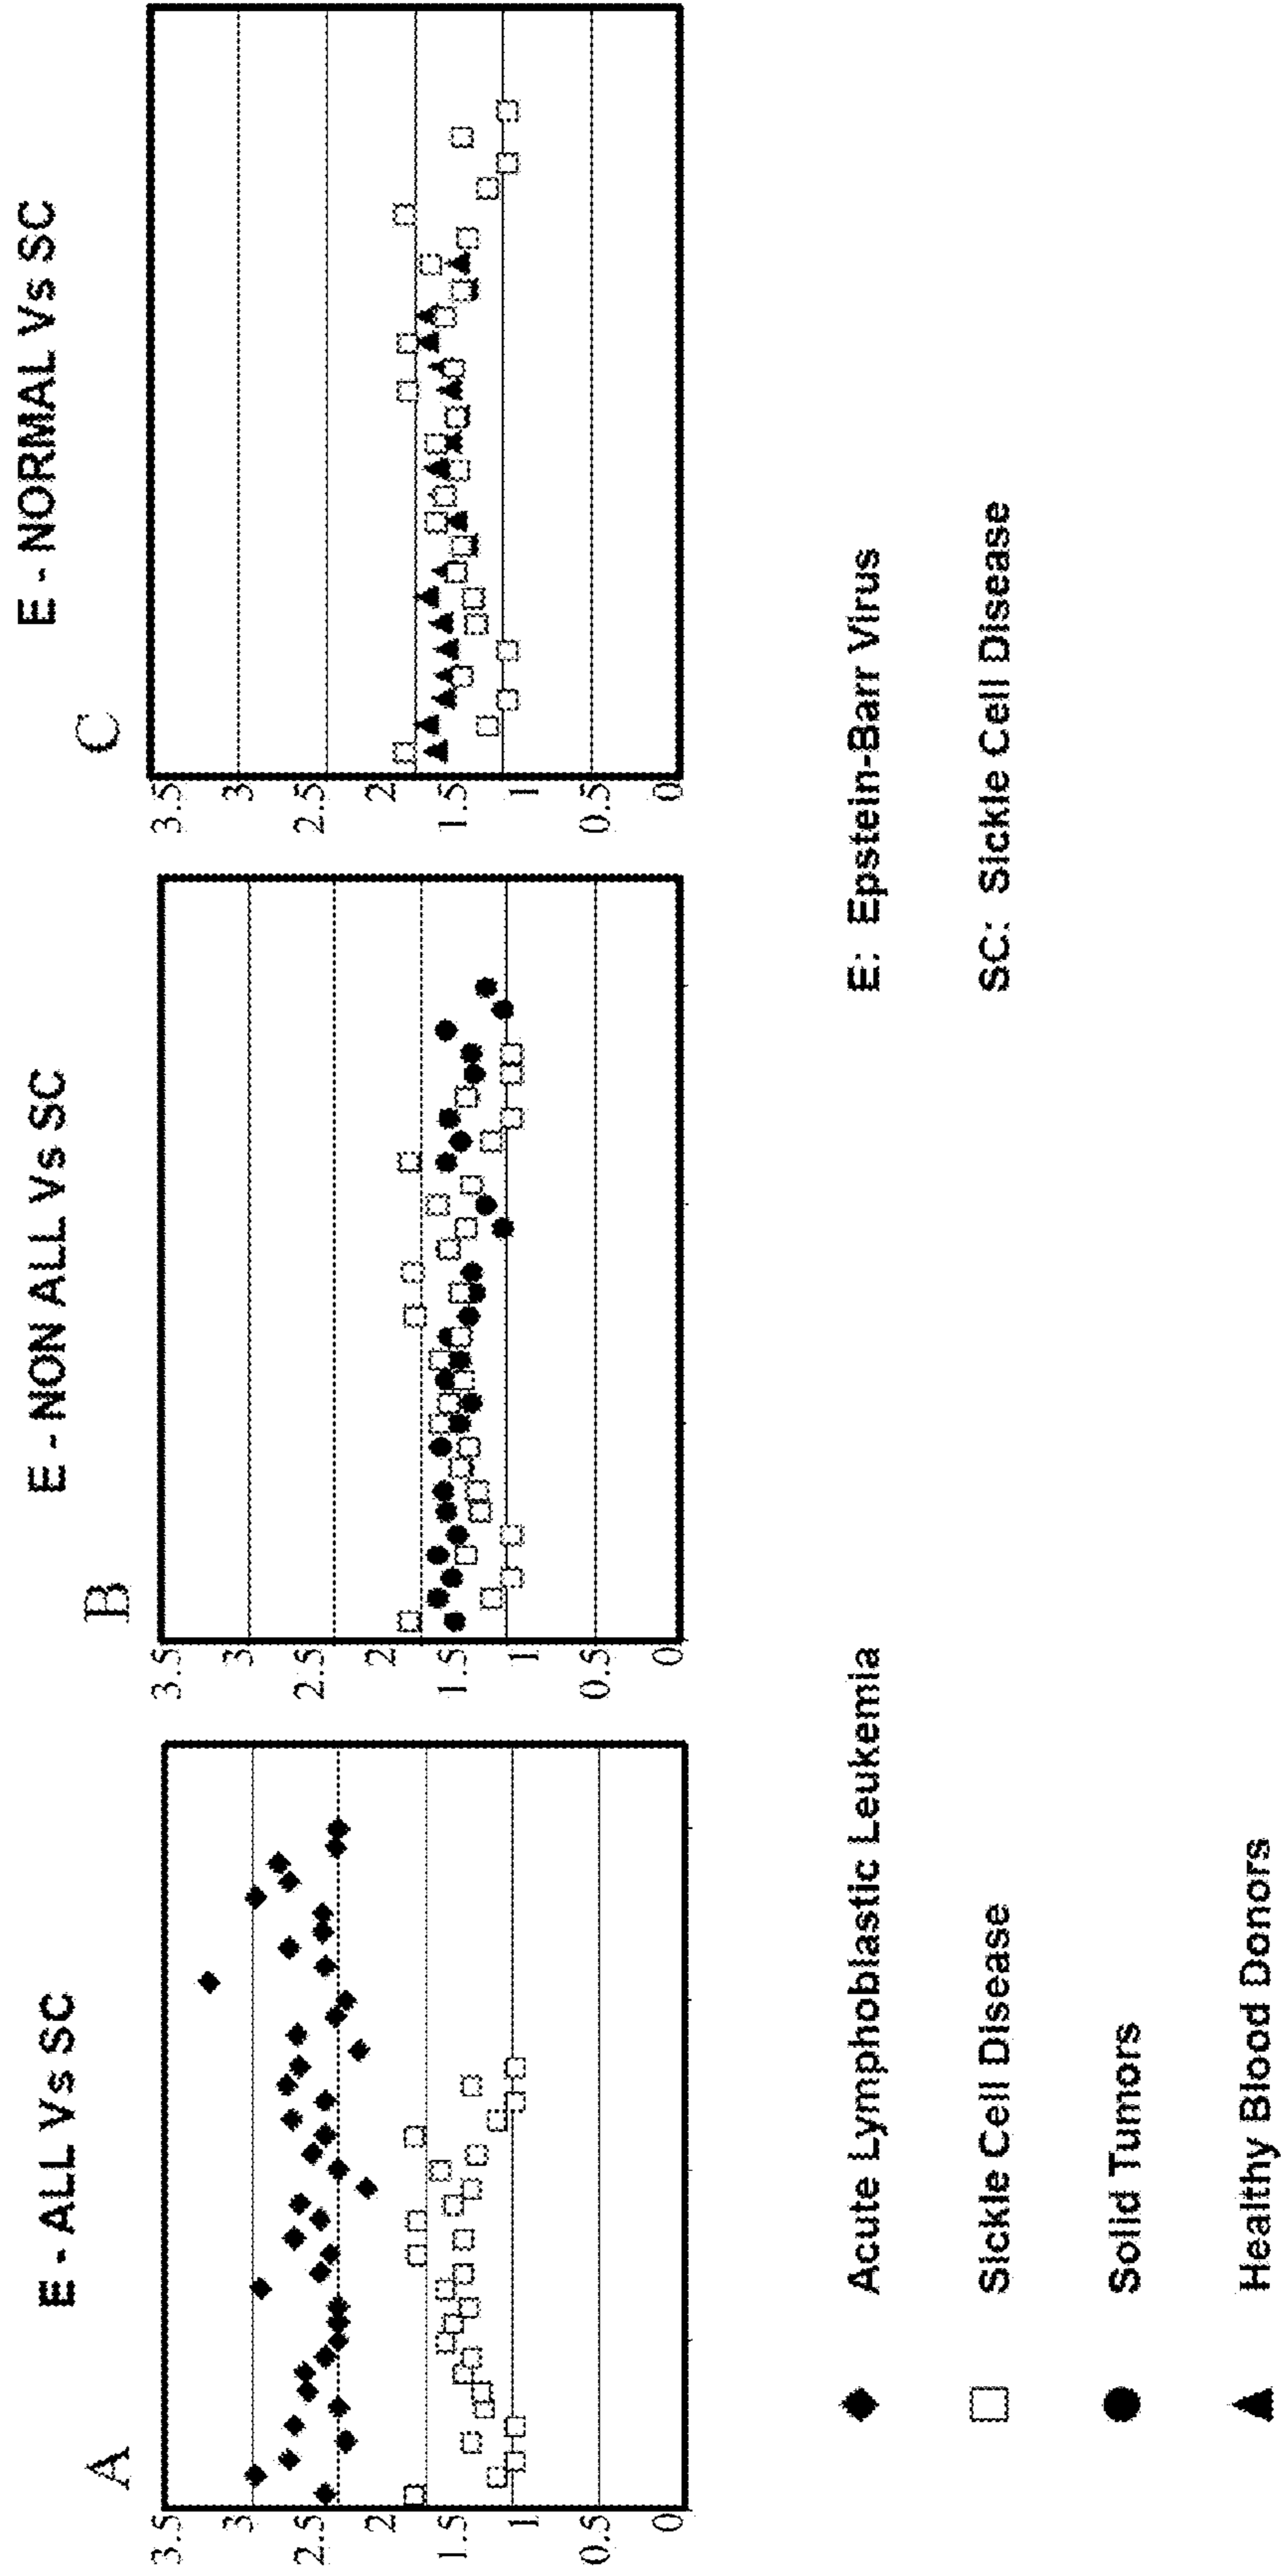 E - ALL Vs SC
E - NON ALL Vs SC
E - NORMAL Vs SC
A
B
C
3.5
3
2.5
2
1.5
1
0.5
0
3.5
3
2.5
2
1.5
1
0.5
0
3.5
3
2.5
2
1.5
1
0.5
0
Acute Lymphoblastic Leukemia
E: Epstein-Barr Virus
Sickle Cell Disease
SC: Sickle Cell Disease
Solid Tumors
Healthy Blood Donors